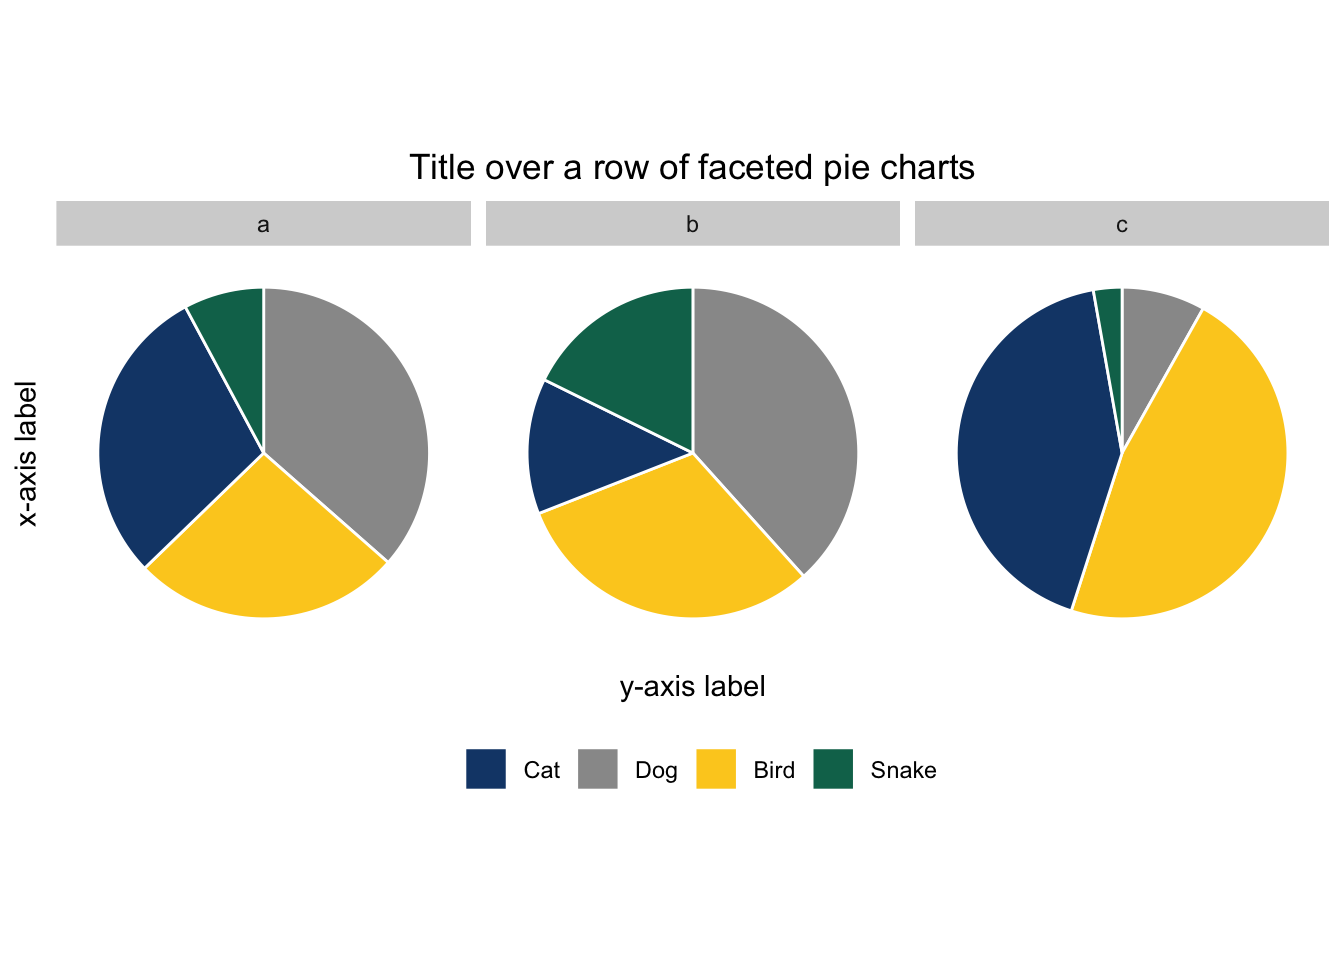 Title over a row of faceted pie charts
a b c
x-axis label
y-axis label
Cat Dog Bird Snake